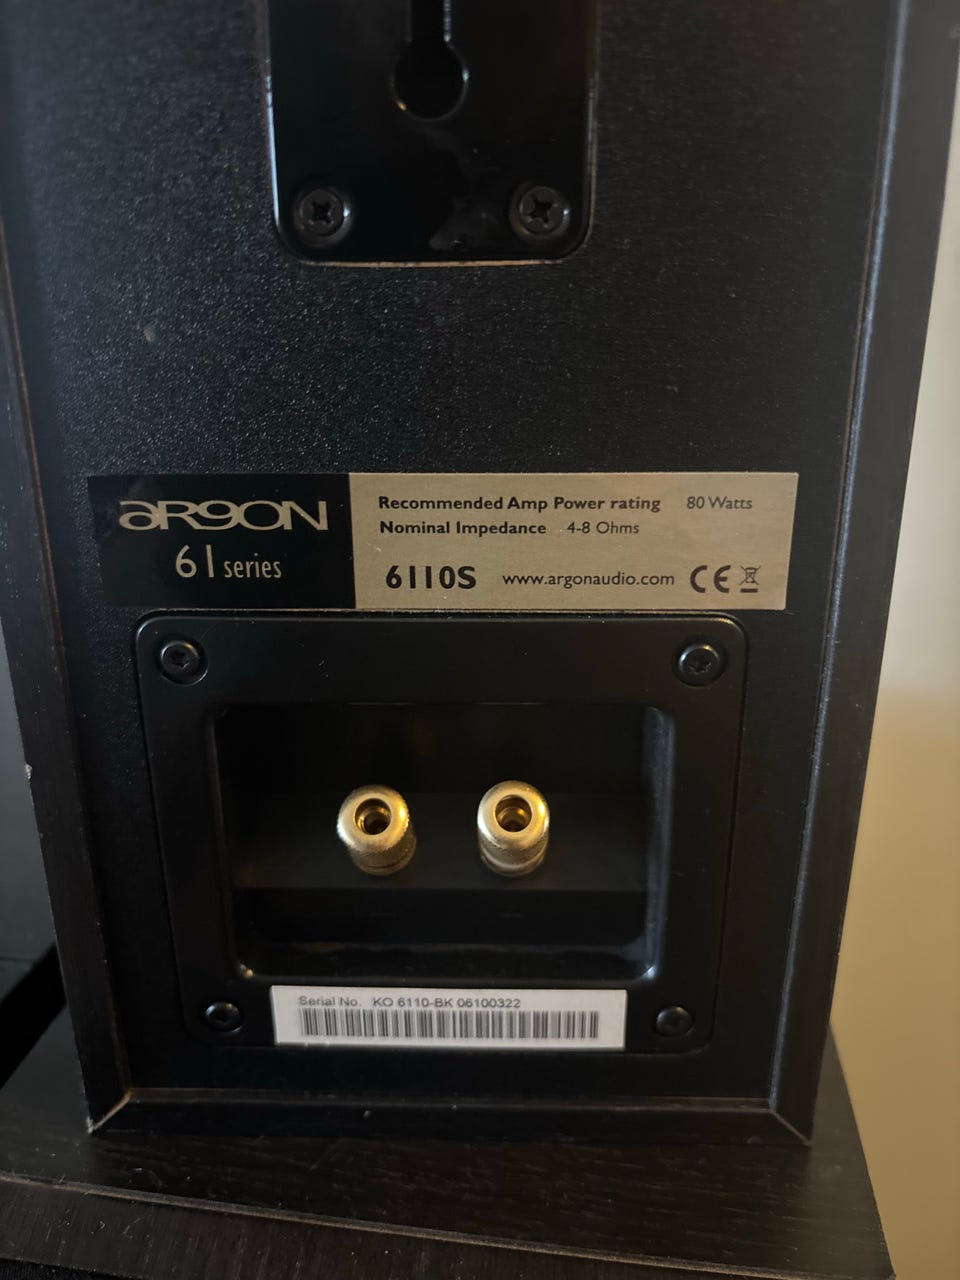 ARGON
61 series
Recommended Amp Power rating 80 Watts
Nominal Impedance 4-8 Ohms
6110S www.argonaudio.com CE
Serial No. KO 6110-BK 06100322